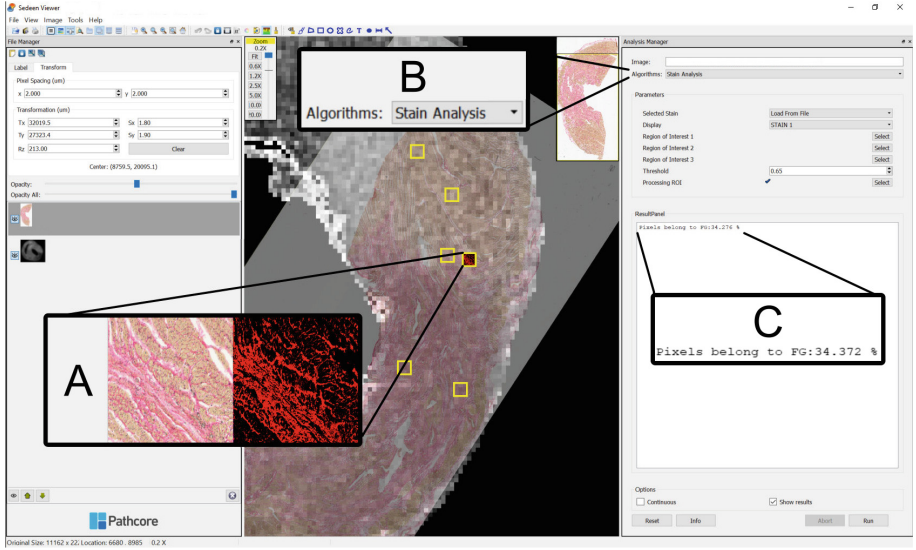 Sedeen Viewer
File View Image Tools Help
File Manager
Label Transform
Pixel Spacing (um)
x 2.000 y 2.000
Transformation (um)
Tx 32019.5 Sx 1.80
Ty 27323.4 Sy 1.90
Rz 213.00 Clear
Center: (8759.5, 20095.1)
Opacity:
Opacity All:
Pathcore
Original Size: 11162 x 22; Location: 6680 . 8985 0.2 X
Zoom
0.2X
Fit
0.6X
1.2X
2.5X
5.0X
A
B
Algorithms: Stain Analysis
Analysis Manager
Image:
Algorithms: Stain Analysis
Parameters
Selected Stain Load From File
Display STAIN 1
Region of Interest 1 Select
Region of Interest 2 Select
Region of Interest 3 Select
Threshold 0.65
Processing ROI Select
ResultPanel
Pixels belong to FG:34.276 %
C
Pixels belong to FG:34.372 %
Options
Continuous Show results
Reset Info Abort Run